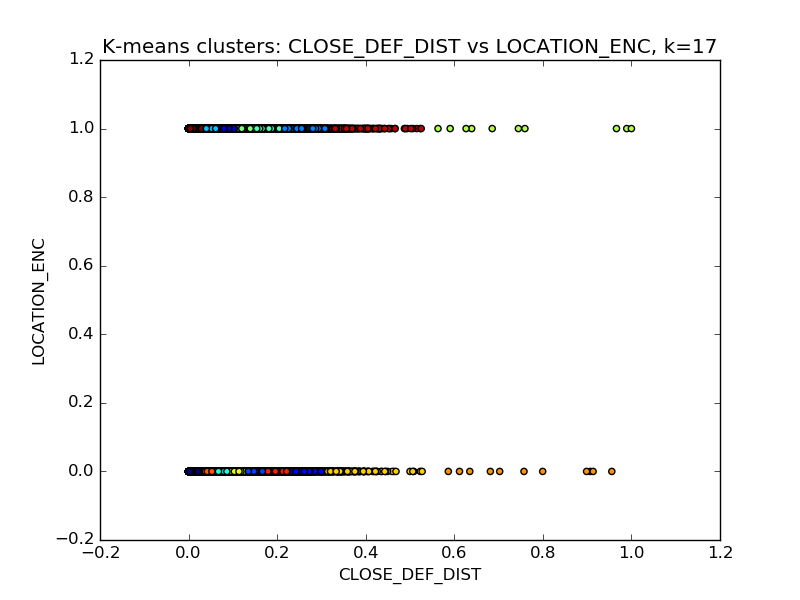 K-means clusters: CLOSE_DEF_DIST vs LOCATION_ENC, k=17
1.2
1.0
0.8
0.6
0.4
0.2
0.0
−0.2
LOCATION_ENC
−0.2 0.0 0.2 0.4 0.6 0.8 1.0 1.2
CLOSE_DEF_DIST